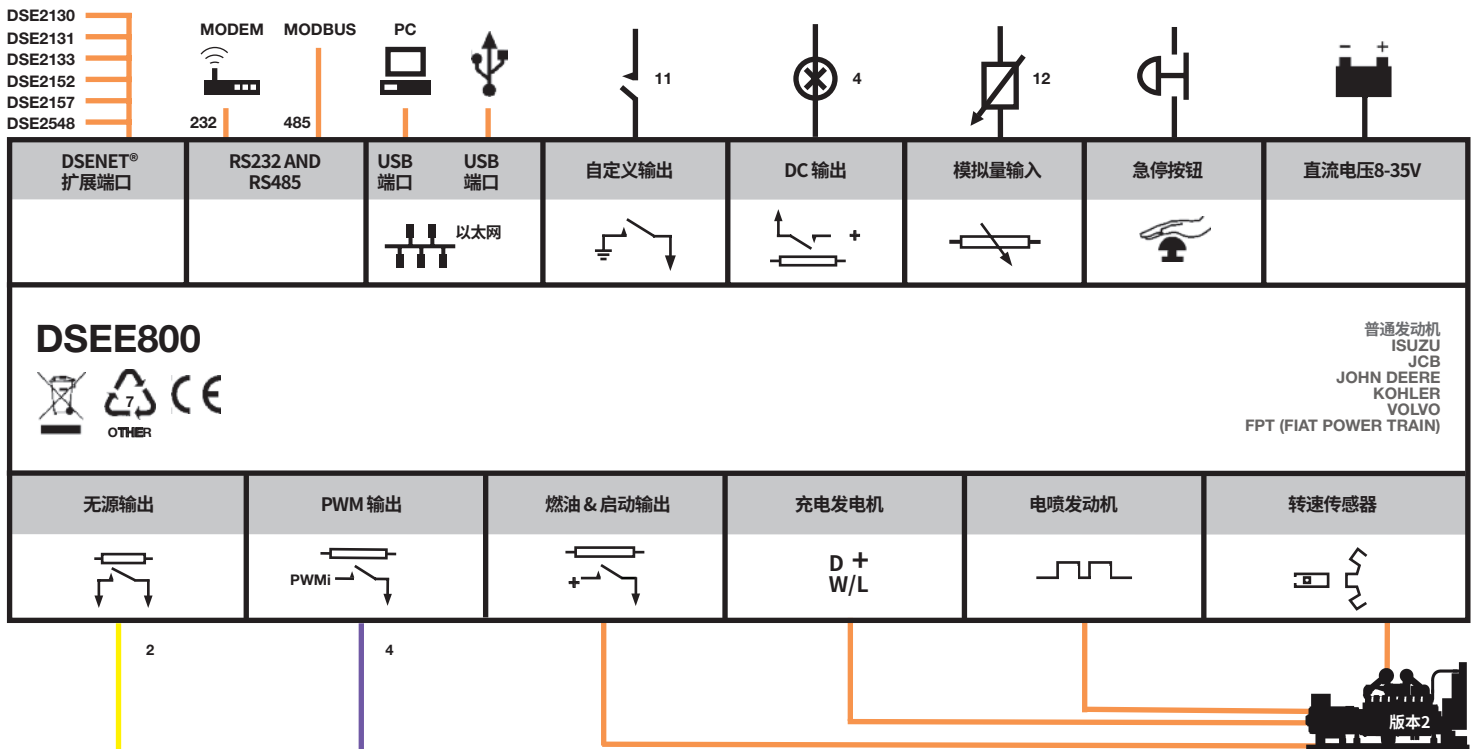 DSE2130
DSE2131
DSE2133
DSE2152
DSE2157
DSE2548
MODEM
MODBUS
PC
232
485
11
4
12
- +
DSENET®
扩展端口
RS232 AND
RS485
USB
端口
USB
端口
自定义输出
DC 输出
模拟量输入
急停按钮
直流电压8-35V
以太网
+
DSEE800
7
OTHER
CE
普通发动机
ISUZU
JCB
JOHN DEERE
KOHLER
VOLVO
FPT (FIAT POWER TRAIN)
无源输出
PWM 输出
燃油 & 启动输出
充电发电机
电喷发动机
转速传感器
PWMi
+
D +
W/L
2
4
版本2